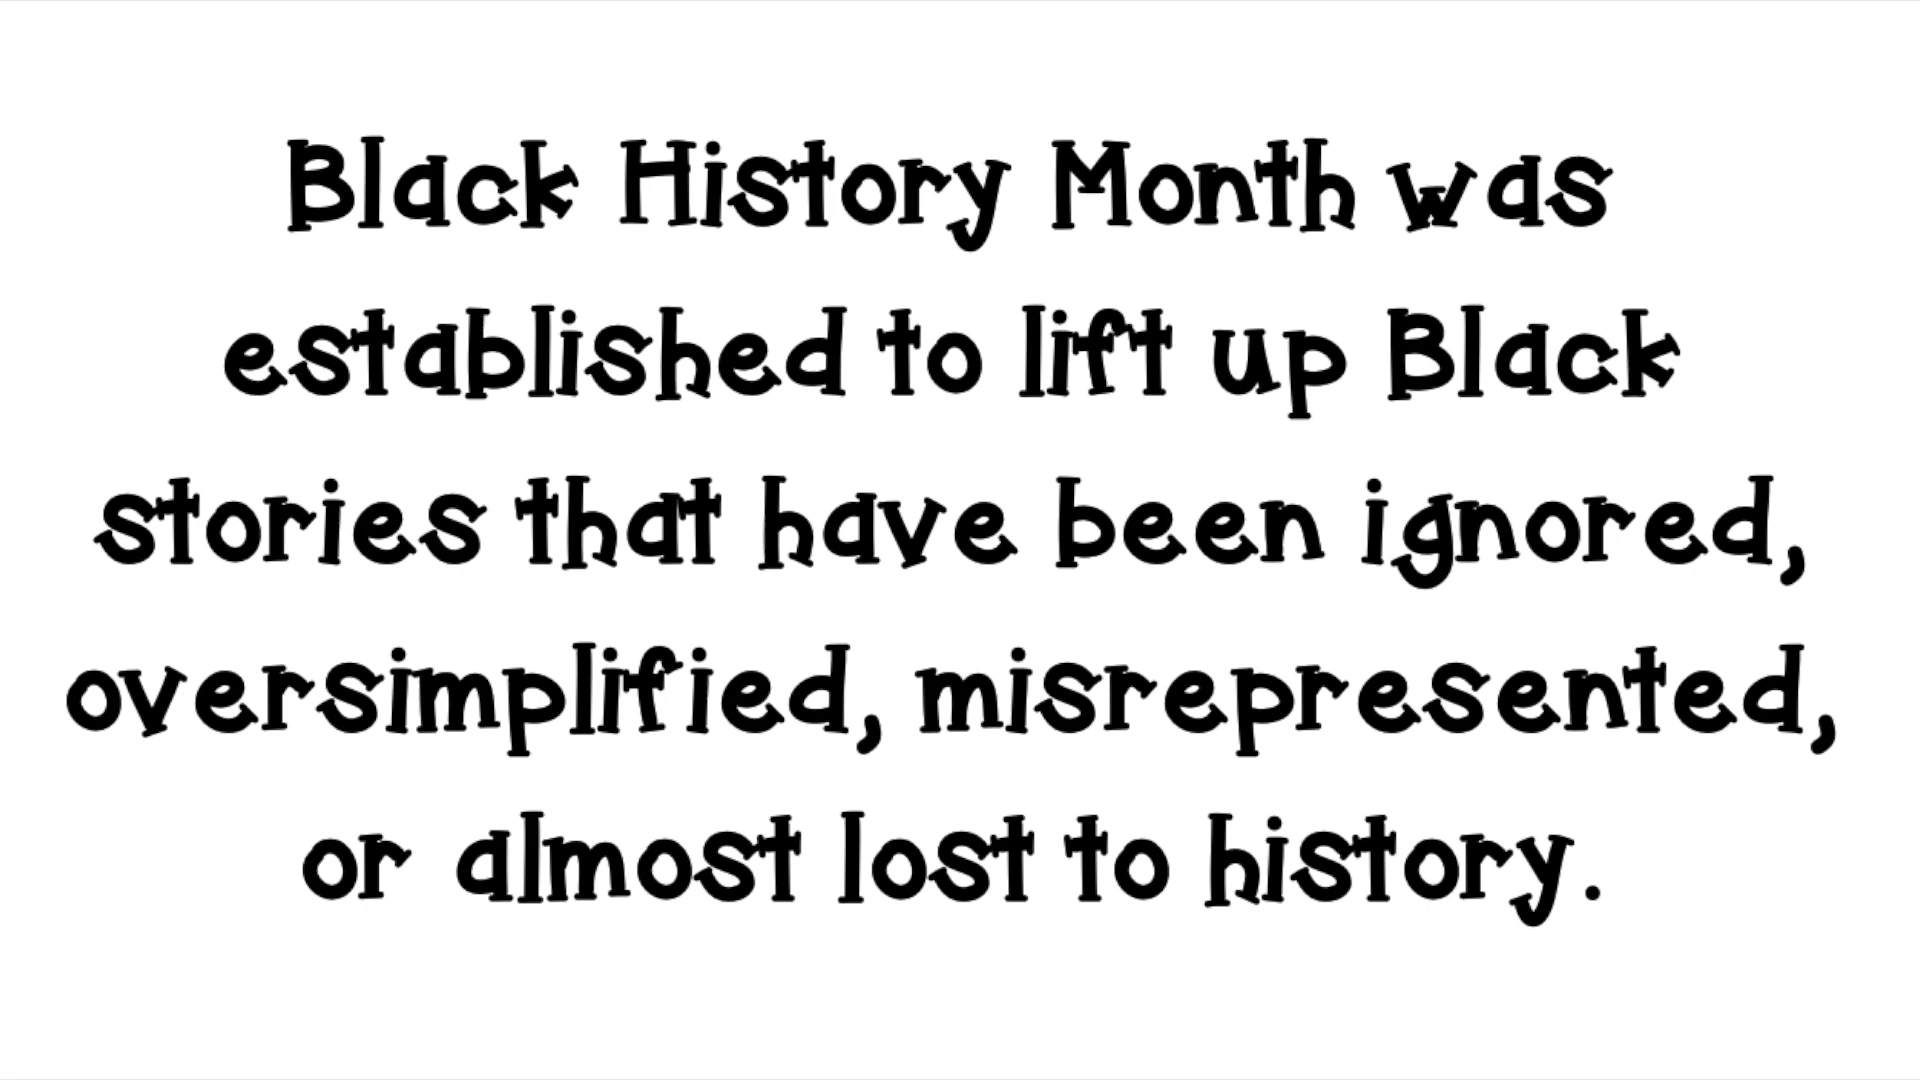 Black History Month was
established to lift up Black
stories that have been ignored,
oversimplified, misrepresented,
or almost lost to history.